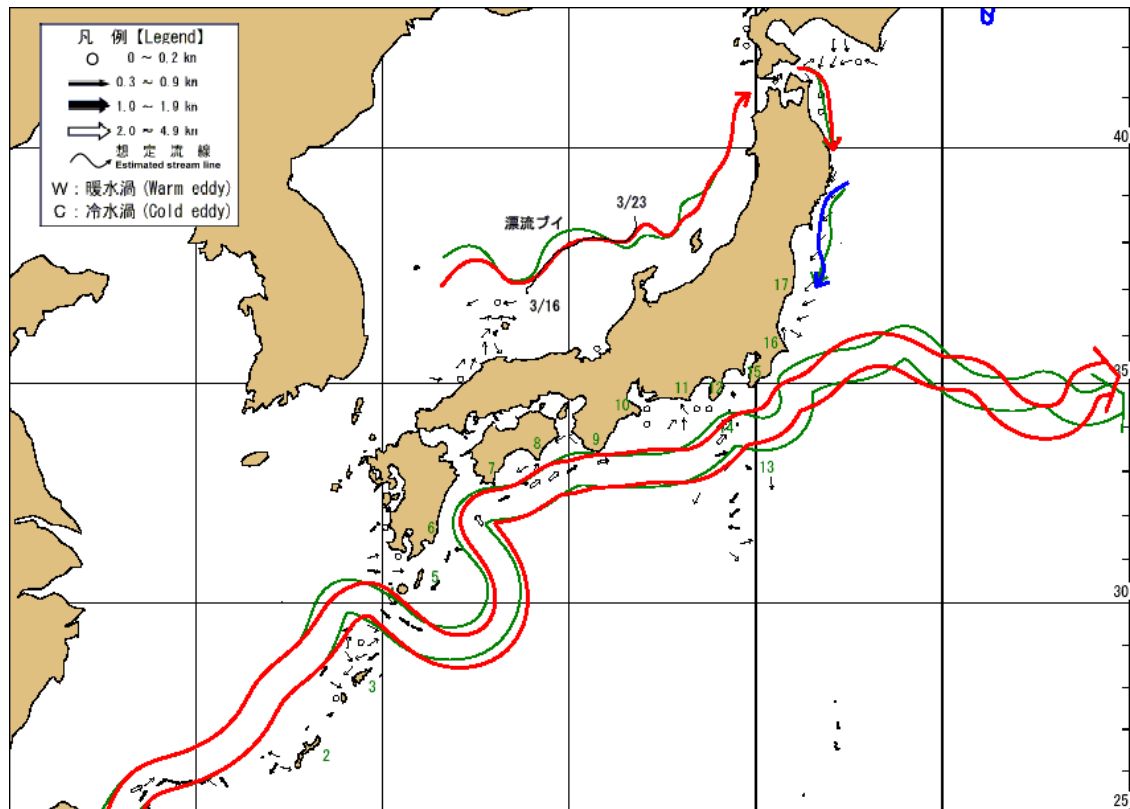 凡 例【Legend】
0 ～ 0.2 kn
0.3 ～ 0.9 kn
1.0 ～ 1.9 kn
2.0 ～ 4.9 kn
想 定 流 線
Estimated stream line
W : 暖水渦 (Warm eddy)
C : 冷水渦 (Cold eddy)
40
3/23
漂流ブイ
3/16
17
16
35
15
12
11
10
14
9
8
7
13
6
5
30
3
2
25